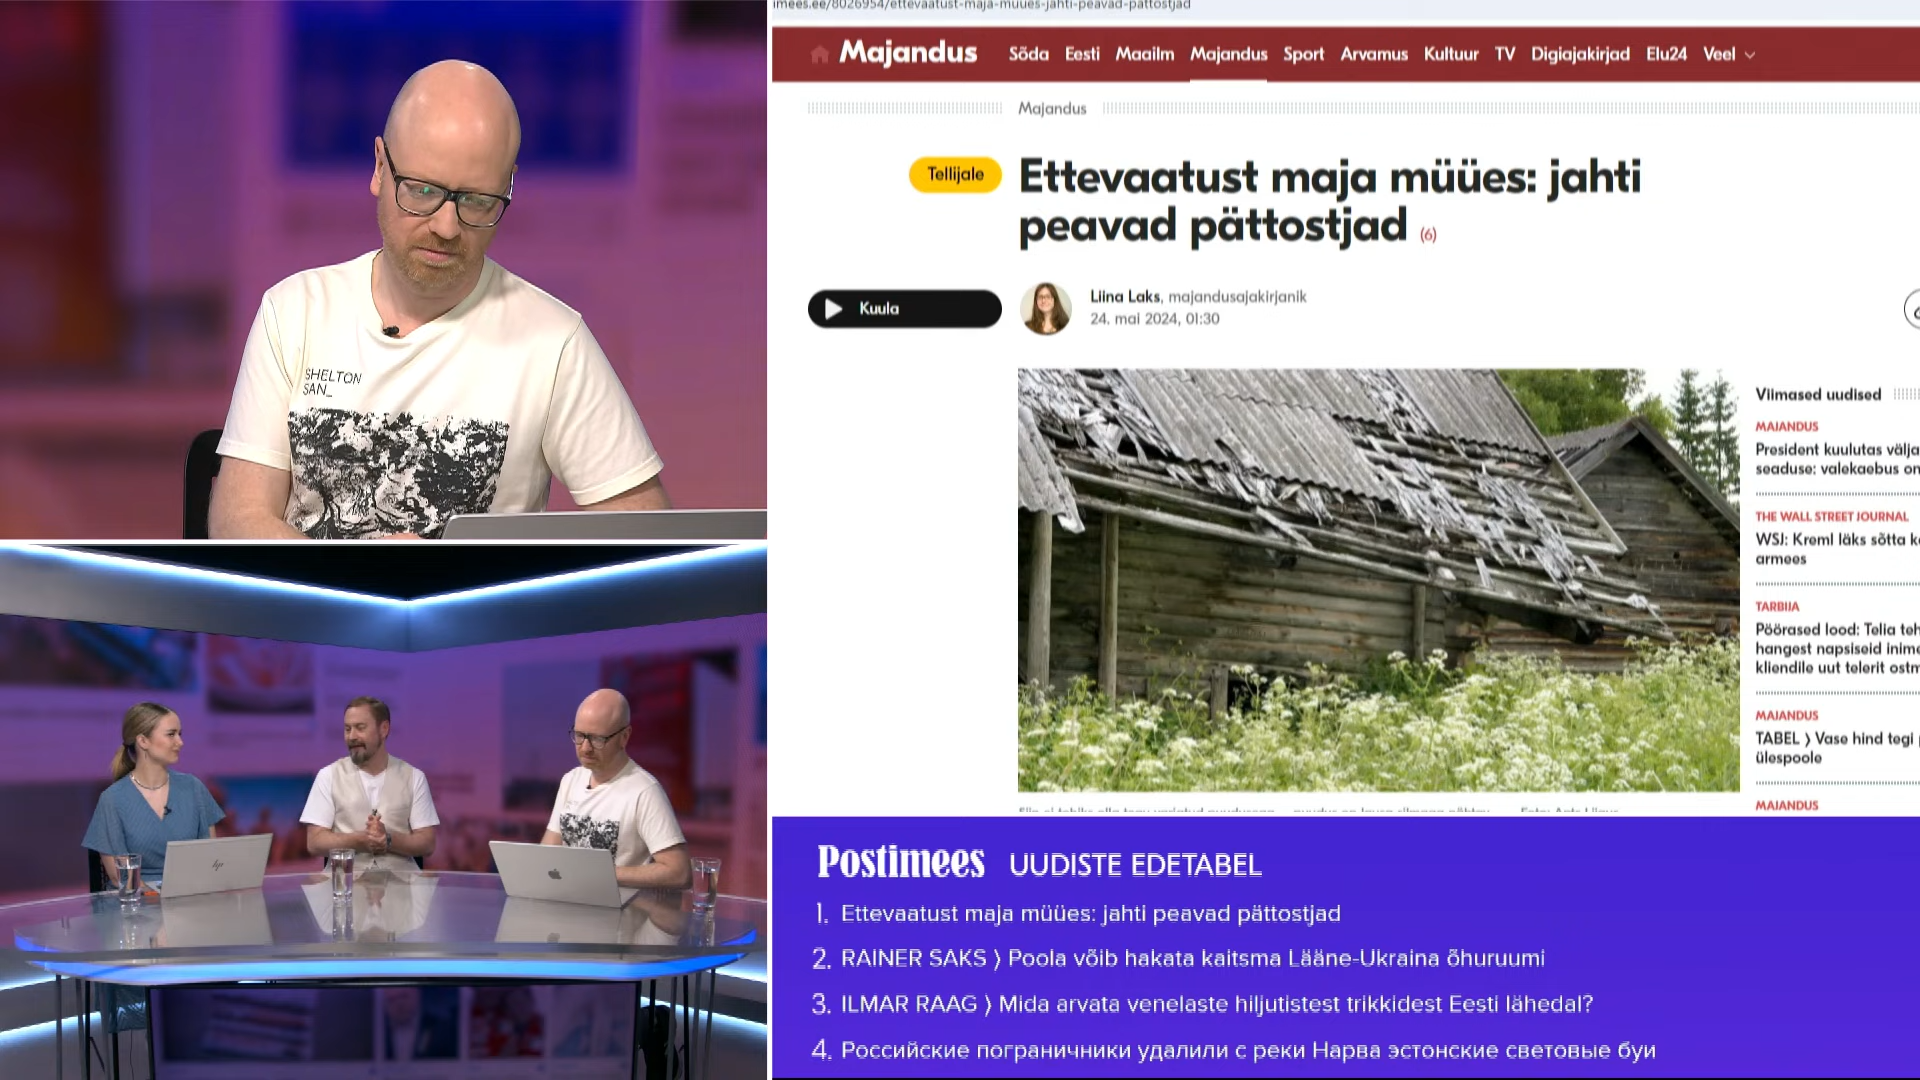 imees.ee/8026954/ettevaatust-maja-muues-jahti-peavad-pattostjad
Majandus Sõda Eesti Maailm Majandus Sport Arvamus Kultuur TV Digiajakirjad Elu24 Veel
Majandus
Tellijale
Ettevaatust maja müües: jahti
peavad pättostjad (6)
Kuula
Liina Laks, majandusajakirjanik
24. mai 2024, 01:30
SHELTON
SAN_
Viimased uudised
MAJANDUS
President kuulutas välja
seaduse: valekaebus on
THE WALL STREET JOURNAL
WSJ: Kreml läks sõtta
armees
TARBIJA
Pöörased lood: Telia
hangest napsiseid
kliendile uut telerit
MAJANDUS
TABEL ⟩ Vase hind tegi
ülespoole
MAJANDUS
hp
Postimees UUDISTE EDETABEL
1. Ettevaatust maja müües: jahti peavad pättostjad
2. RAINER SAKS ⟩ Poola võib hakata kaitsma Lääne-Ukraina õhuruumi
3. ILMAR RAAG ⟩ Mida arvata venelaste hiljutistest trikkidest Eesti lähedal?
4. Российские пограничники удалили с реки Нарва эстонские световые буи